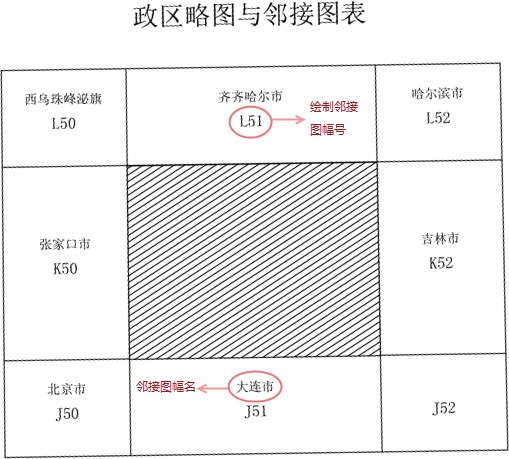 政区略图与邻接图表
西乌珠峰泌旗
L50
齐齐哈尔市
L51
绘制邻接
图幅号
哈尔滨市
L52
张家口市
K50
吉林市
K52
北京市
J50
邻接图幅名
大连市
J51
J52